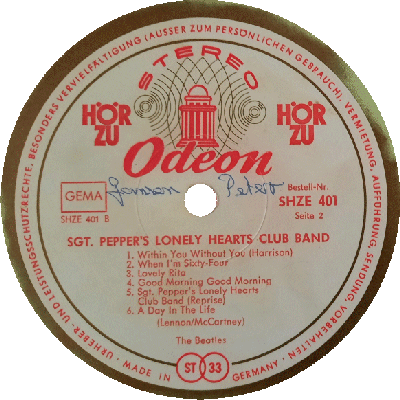 URHEBER- UND LEISTUNGSSCHUTZ-RECHTE, BESONDERS VERVIELFÄLTIGUNG (AUSSER ZUM PERSÖNLICHEN GEBRAUCH), VERMIETUNG, AUFFÜHRUNG, SENDUNG, VORBEHALTEN
STEREO
HÖR ZU
HÖR ZU
Odeon
GEMA
SHZE 401 B
Bestell-Nr.
SHZE 401
Seite 2
SGT. PEPPER'S LONELY HEARTS CLUB BAND
1. Within You Without You (Harrison)
2. When I'm Sixty-Four
3. Lovely Rita
4. Good Morning Good Morning
5. Sgt. Pepper's Lonely Hearts
Club Band (Reprise)
6. A Day In The Life
(Lennon/McCartney)
The Beatles
ST 33
MADE IN GERMANY